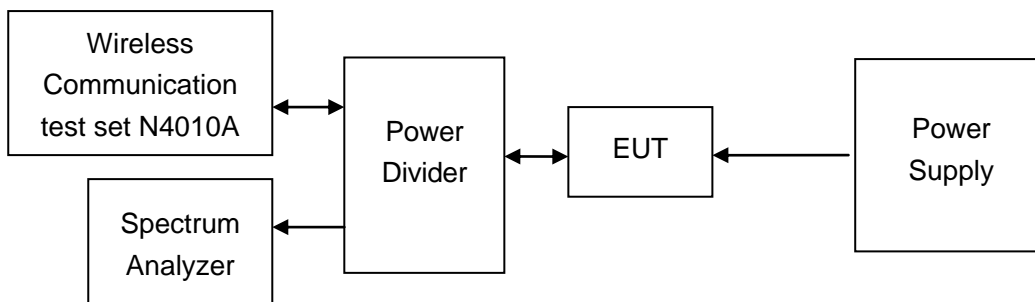 Wireless
Communication
test set N4010A
Spectrum
Analyzer
Power
Divider
EUT
Power
Supply